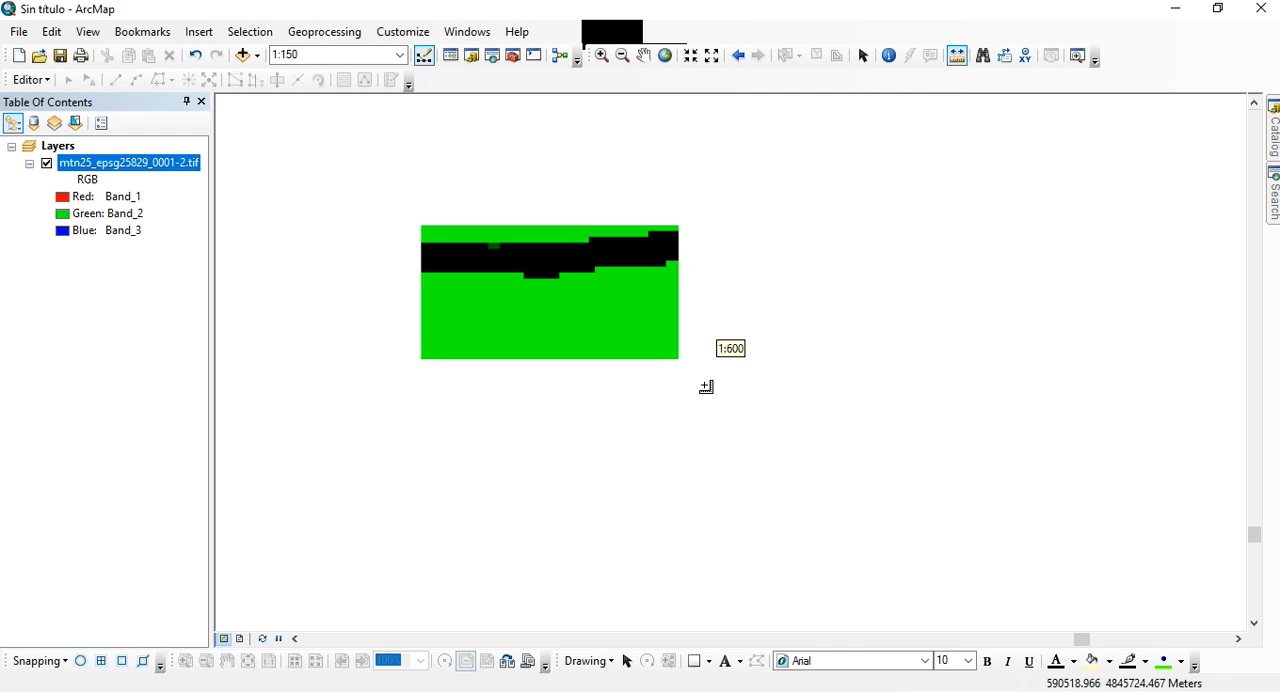 Sin título - ArcMap
File Edit View Bookmarks Insert Selection Geoprocessing Customize Windows Help
1:150
Editor
Table Of Contents
Layers
mtn25_epsg25829_0001-2.tif
RGB
Red: Band_1
Green: Band_2
Blue: Band_3
1:600
Catalog
Search
Snapping 100% Drawing A Arial 10 B I U A
590518.966 4845724.467 Meters